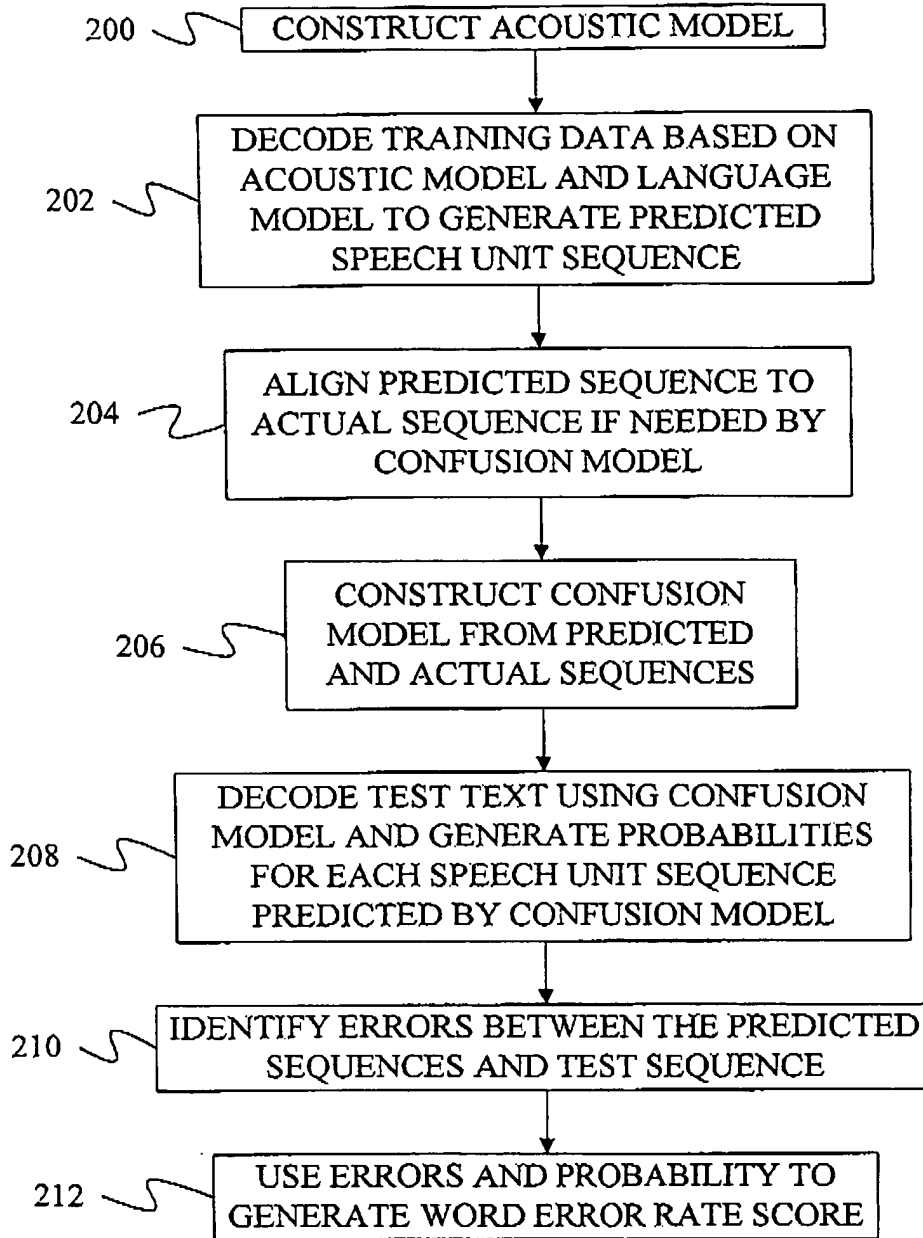 200
CONSTRUCT ACOUSTIC MODEL
202
DECODE TRAINING DATA BASED ON
ACOUSTIC MODEL AND LANGUAGE
MODEL TO GENERATE PREDICTED
SPEECH UNIT SEQUENCE
204
ALIGN PREDICTED SEQUENCE TO
ACTUAL SEQUENCE IF NEEDED BY
CONFUSION MODEL
206
CONSTRUCT CONFUSION
MODEL FROM PREDICTED
AND ACTUAL SEQUENCES
208
DECODE TEST TEXT USING CONFUSION
MODEL AND GENERATE PROBABILITIES
FOR EACH SPEECH UNIT SEQUENCE
PREDICTED BY CONFUSION MODEL
210
IDENTIFY ERRORS BETWEEN THE PREDICTED
SEQUENCES AND TEST SEQUENCE
212
USE ERRORS AND PROBABILITY TO
GENERATE WORD ERROR RATE SCORE